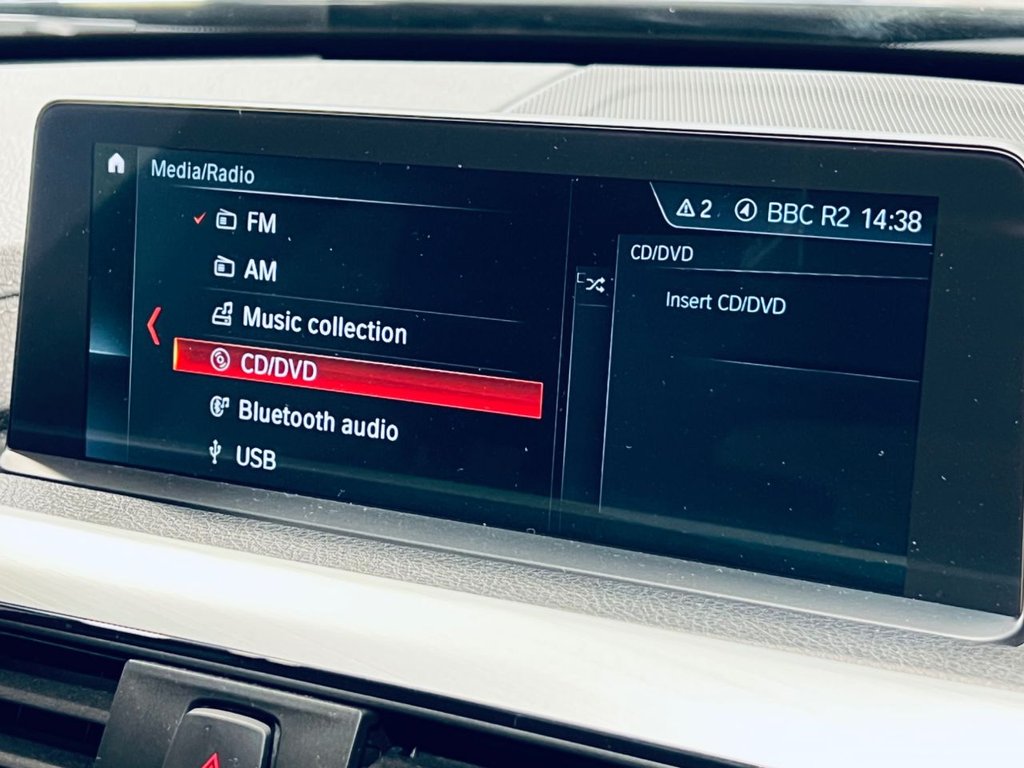 Media/Radio
2 BBC R2 14:38
FM
AM
Music collection
CD/DVD
Bluetooth audio
USB
CD/DVD
Insert CD/DVD